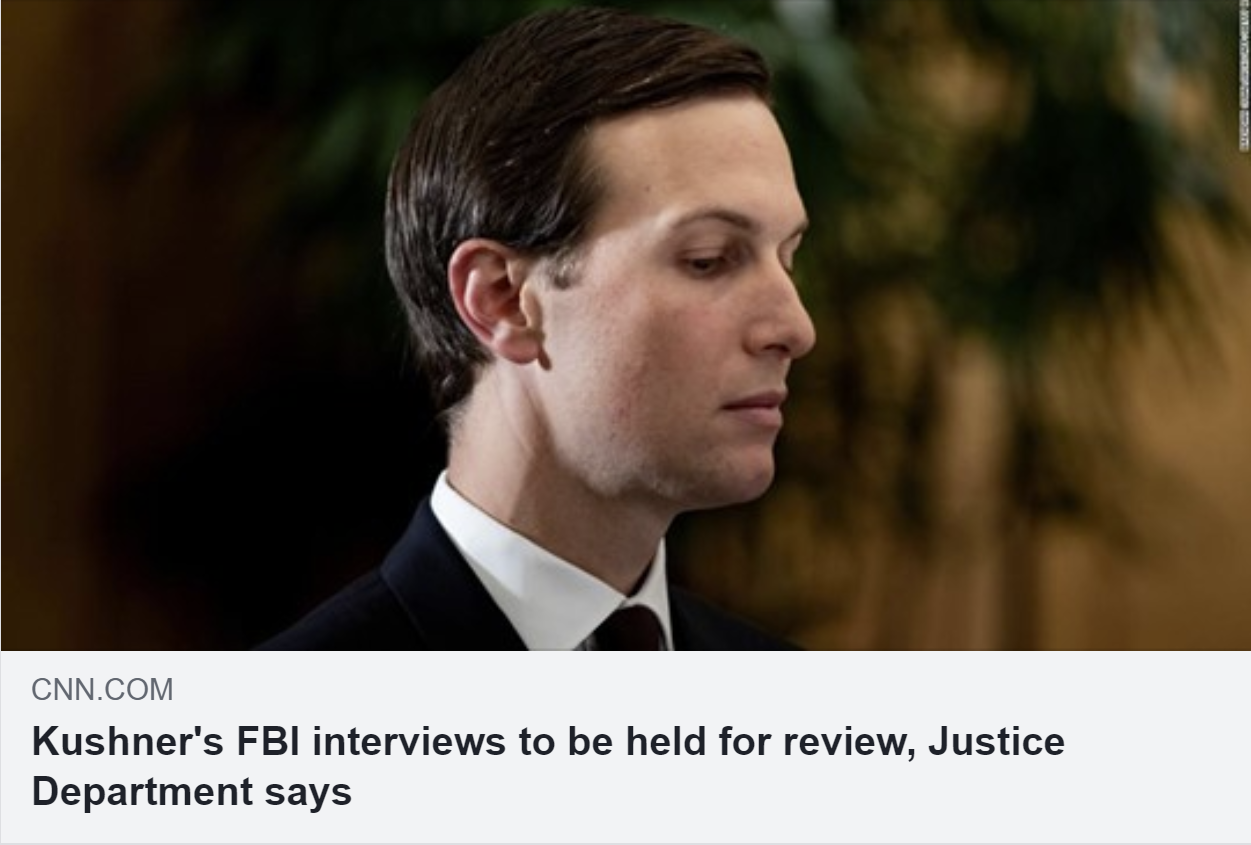 CNN.COM
Kushner's FBI interviews to be held for review, Justice
Department says